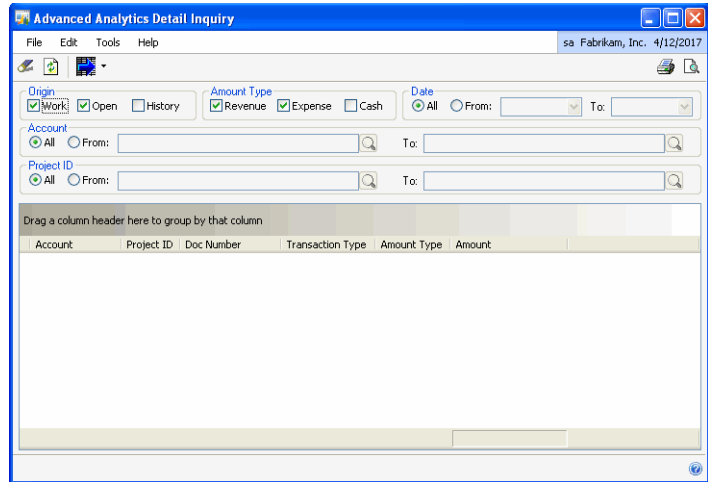 Advanced Analytics Detail Inquiry
File Edit Tools Help sa Fabrikam, Inc. 4/12/2017
Origin Amount Type Date
Work Open History Revenue Expense Cash All From: To:
Account
All From: To:
Project ID
All From: To:
Drag a column header here to group by that column
Account Project ID Doc Number Transaction Type Amount Type Amount